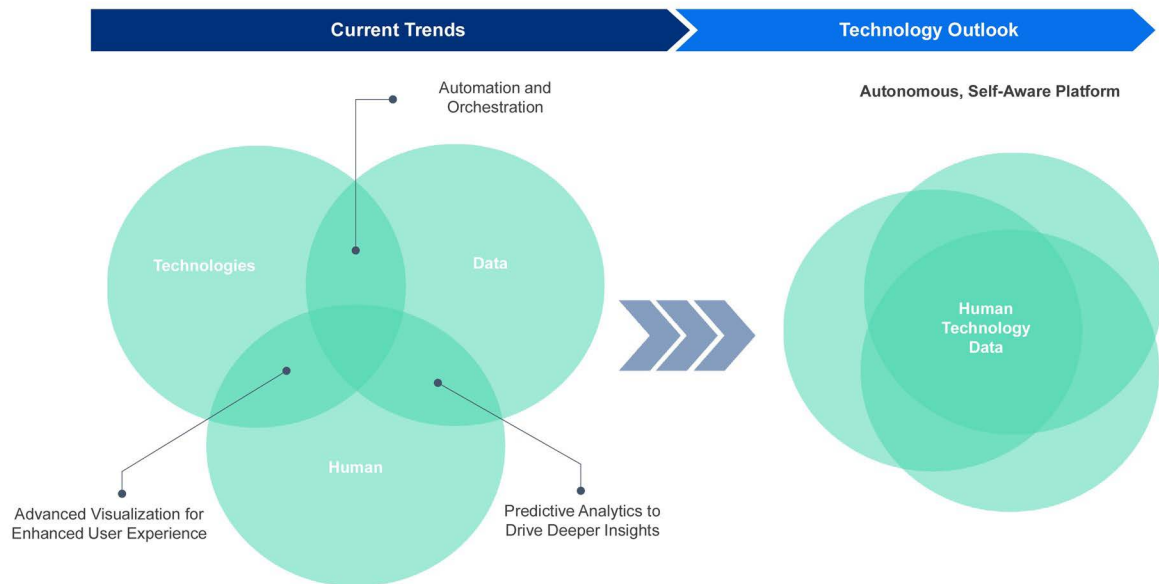 Current Trends
Technology Outlook
Automation and
Orchestration
Autonomous, Self-Aware Platform
Technologies
Data
Human
Technology
Data
Human
Advanced Visualization for
Enhanced User Experience
Predictive Analytics to
Drive Deeper Insights